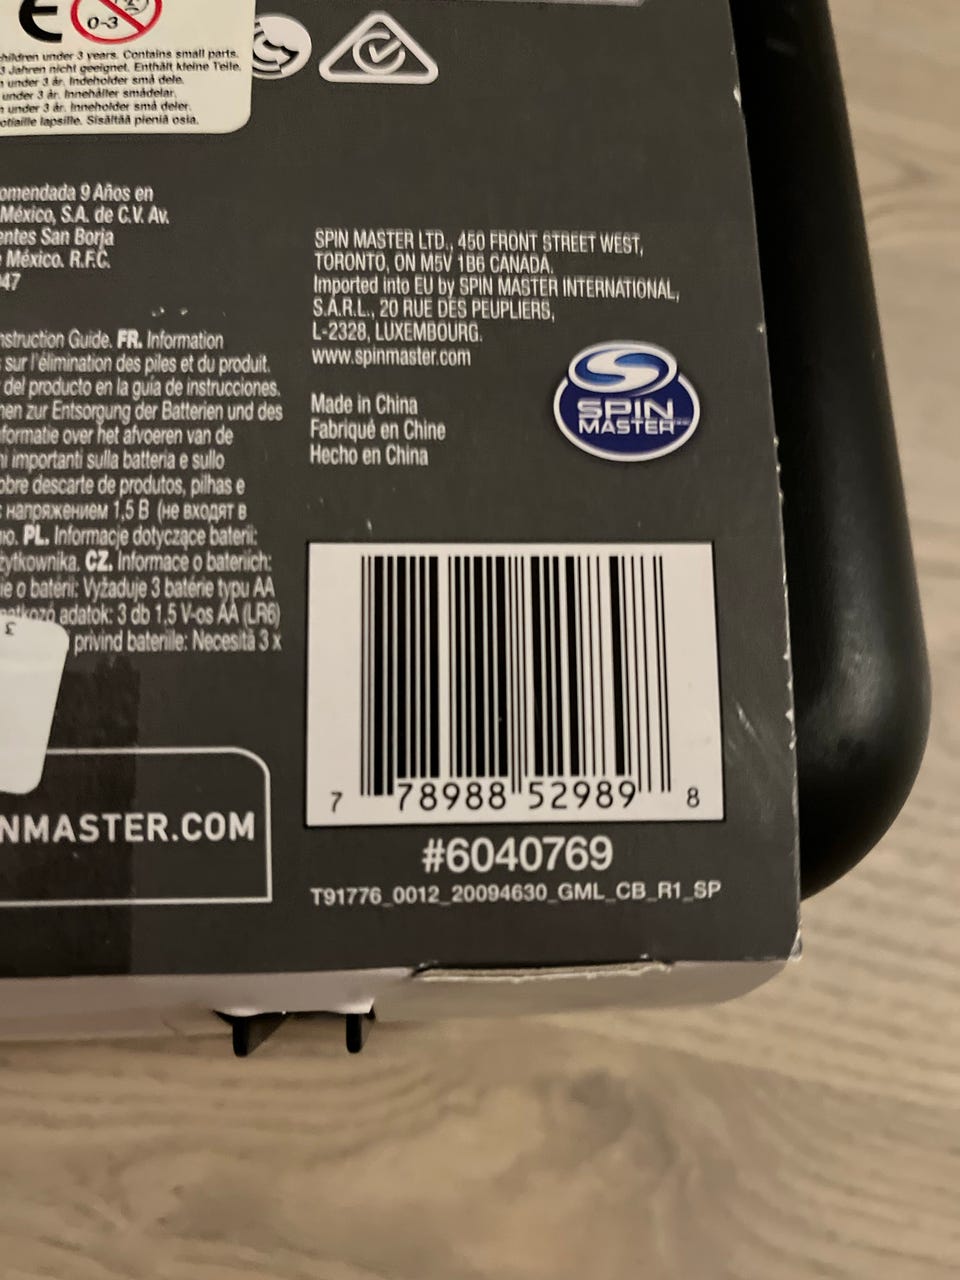 0-3
hildren under 3 years. Contains small parts.
3 Jahren nicht geeignet. Enthält kleine Teile.
under 3 år. Indeholder små dele.
under 3 år. Innehåller smådelar.
under 3 år. Inneholder små deler.
lapsille. Sisältää pieniä osia.
omendada 9 Años en
México, S.A. de C.V. Av.
entes San Borja
México. R.F.C.
47
nstruction Guide. FR. Information
sur l'élimination des piles et du produit.
del producto en la guía de instrucciones.
nen zur Entsorgung der Batterien und des
formatie over het afvoeren van de
ni importanti sulla batteria e sullo
obre descarte de produtos, pilhas e
напряжением 1,5 В (не входят в
no. PL. Informacje dotyczące baterii:
żytkownika. CZ. Informace o bateriích:
ie o batérii: Vyžaduje 3 batérie typu AA
adatok: 3 db 1,5 V-os AA (LR6)
privind bateriile: Necesită 3 x
NMASTER.COM
SPIN MASTER LTD., 450 FRONT STREET WEST,
TORONTO, ON M5V 1B6 CANADA.
Imported into EU by SPIN MASTER INTERNATIONAL,
S.A.R.L., 20 RUE DES PEUPLIERS,
L-2328, LUXEMBOURG.
www.spinmaster.com
Made in China
Fabriqué en Chine
Hecho en China
SPIN
MASTER
7 78988 52989 8
#6040769
T91776_0012_20094630_GML_CB_R1_SP